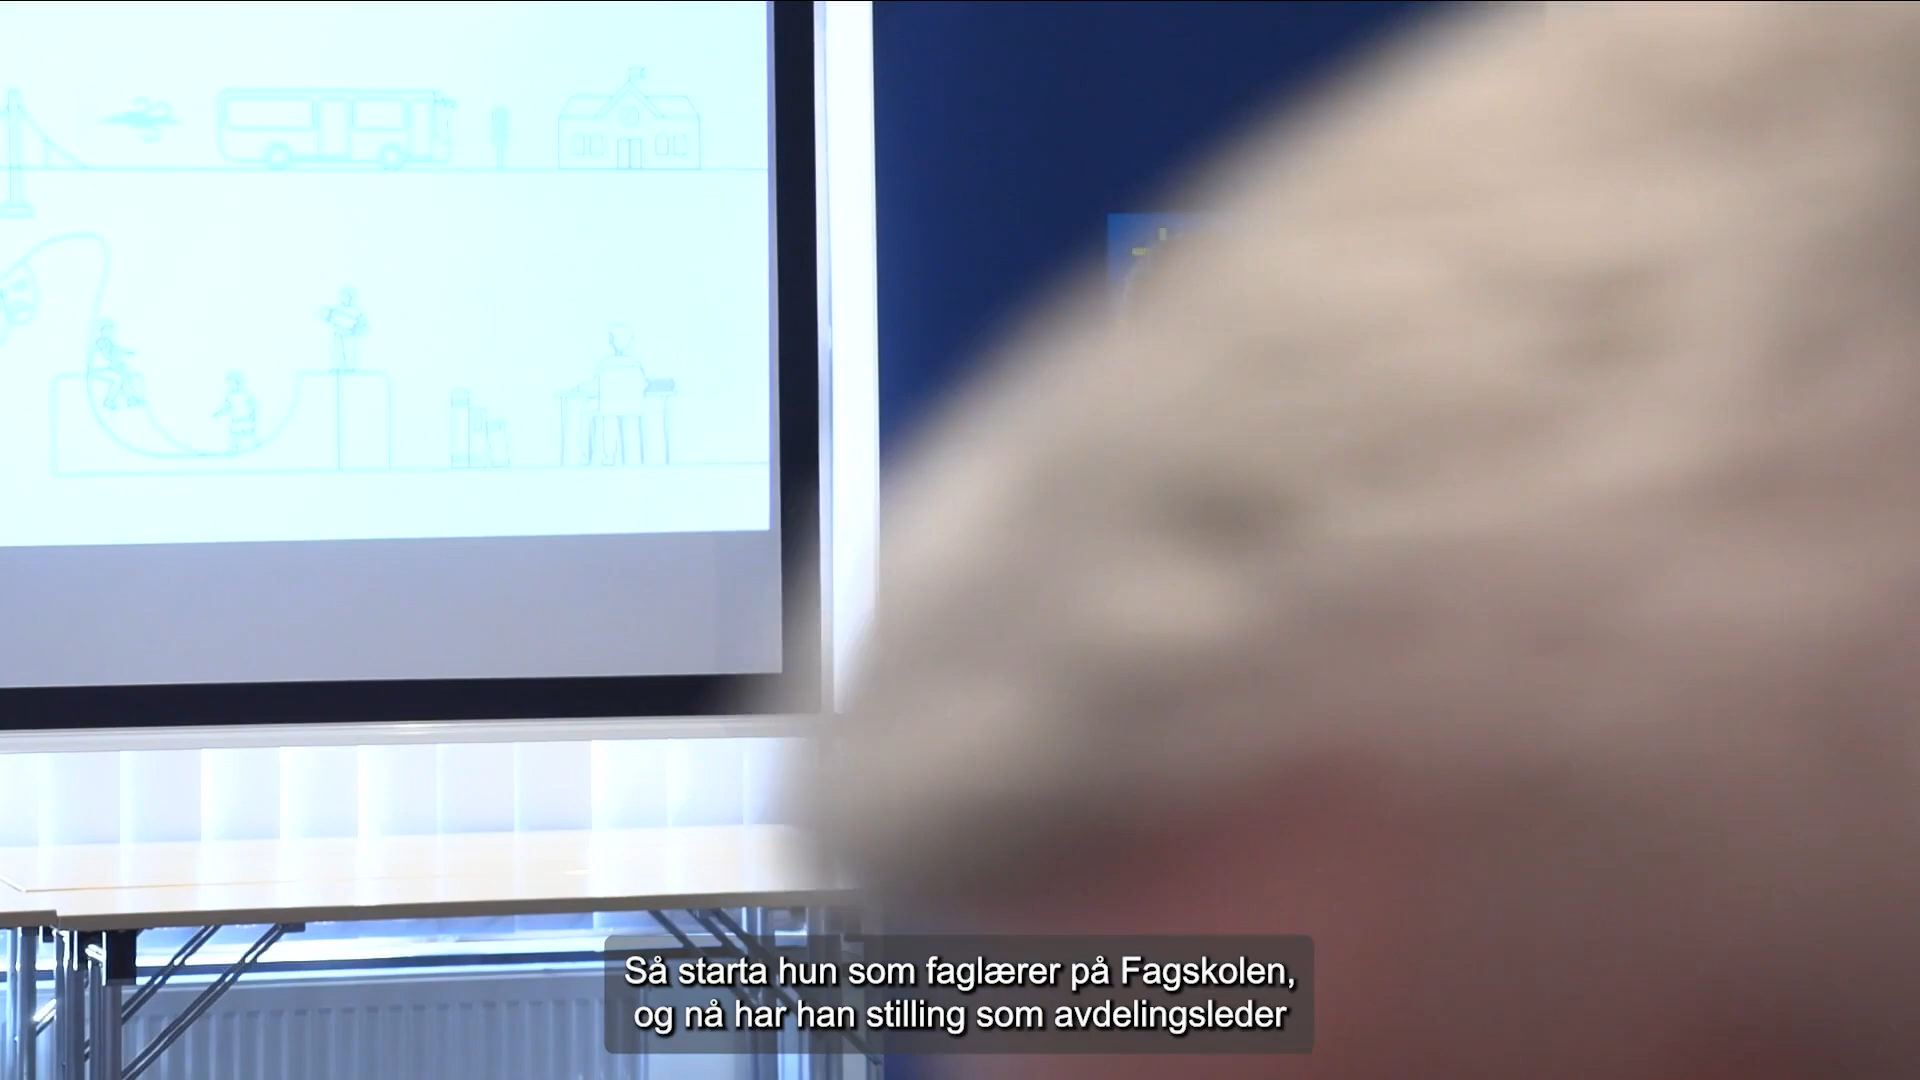 Så starta hun som faglærer på Fagskolen,
og nå har han stilling som avdelingsleder